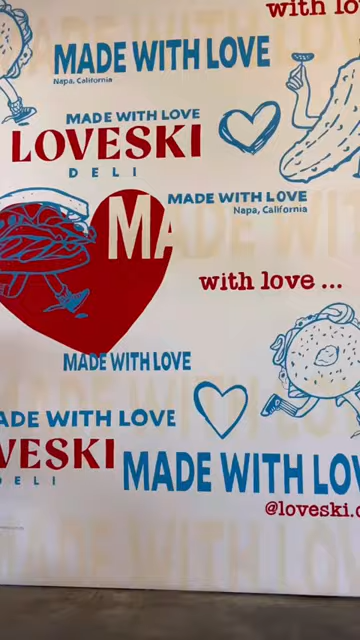 with lo
MADE WITH LOVE
Napa, California
MADE WITH LOVE
LOVESKI
DELI
MADE WITH LOVE
Napa, California
MA
with love ...
MADE WITH LOVE
ADE WITH LOVE
VESKI
DELI
MADE WITH LOV
@loveski.d